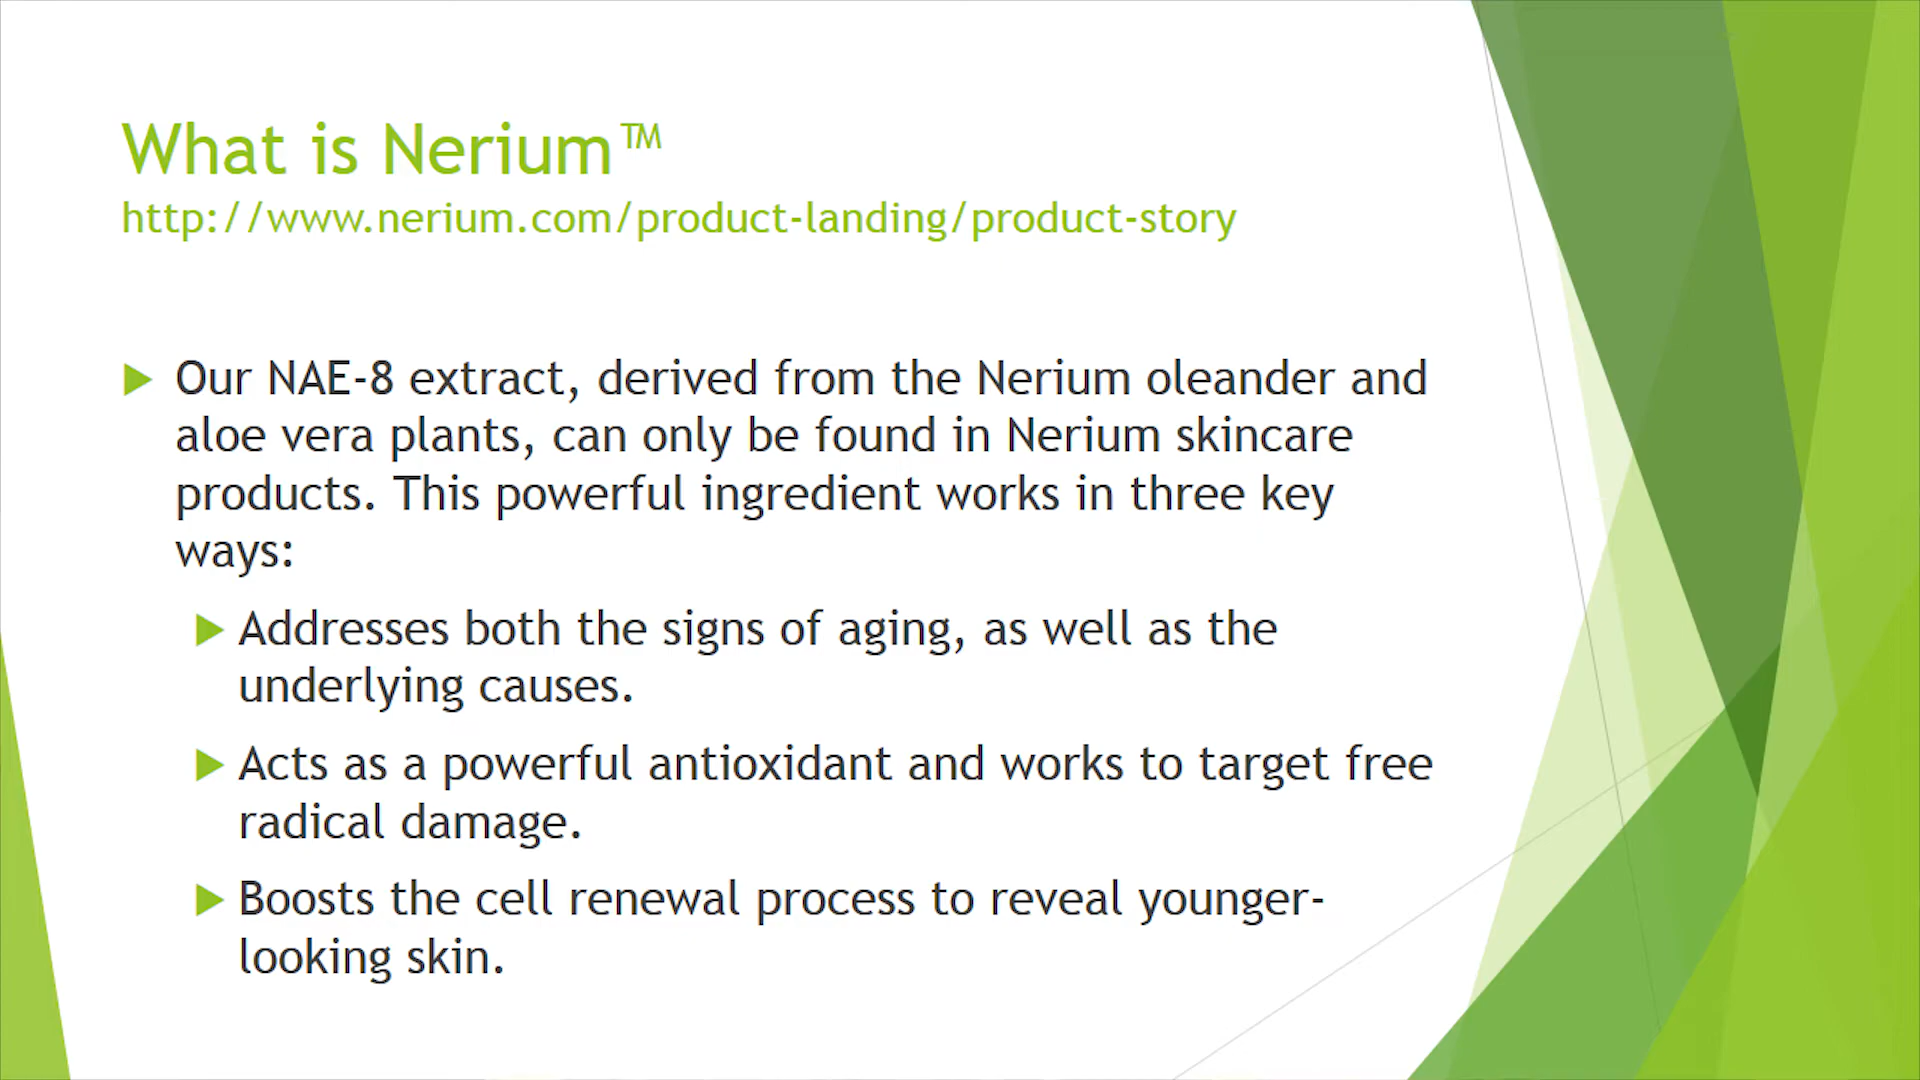 What is Nerium™
http://www.nerium.com/product-landing/product-story
Our NAE-8 extract, derived from the Nerium oleander and
aloe vera plants, can only be found in Nerium skincare
products. This powerful ingredient works in three key
ways:
Addresses both the signs of aging, as well as the
underlying causes.
Acts as a powerful antioxidant and works to target free
radical damage.
Boosts the cell renewal process to reveal younger-
looking skin.